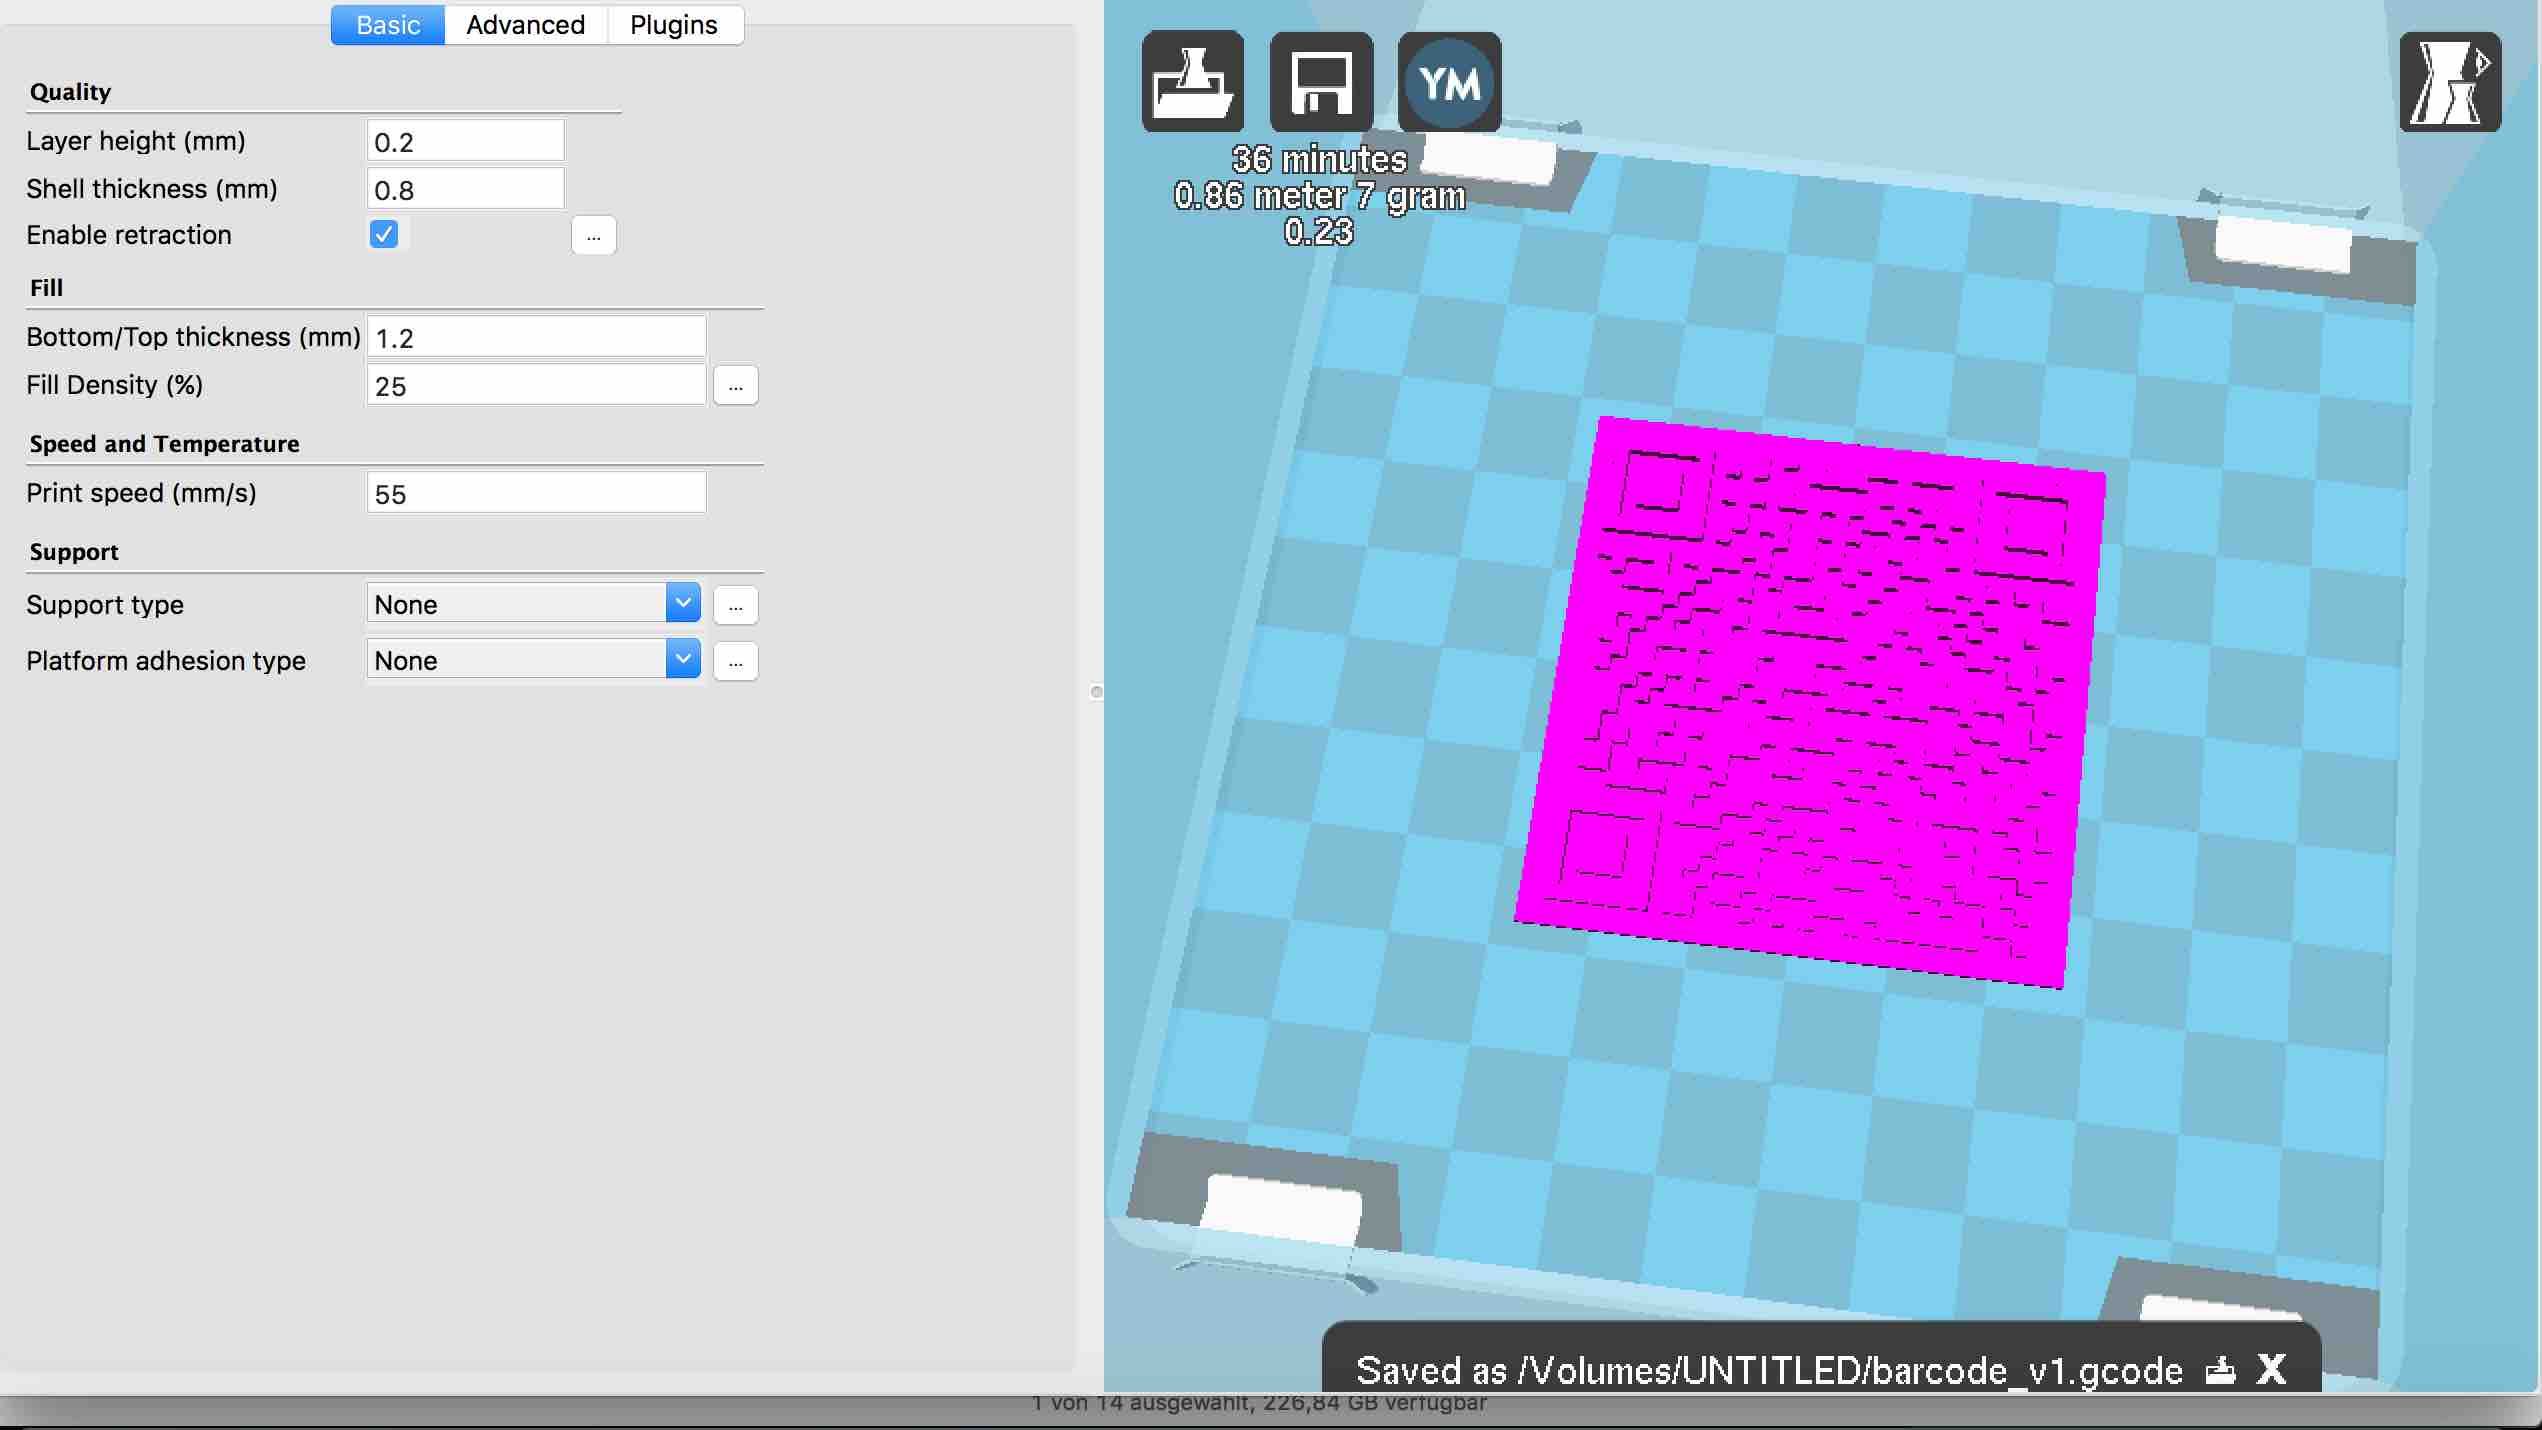 Basic Advanced Plugins
Quality
Layer height (mm) 0.2
Shell thickness (mm) 0.8
Enable retraction ...
Fill
Bottom/Top thickness (mm) 1.2
Fill Density (%) 25 ...
Speed and Temperature
Print speed (mm/s) 55
Support
Support type None ...
Platform adhesion type None ...
YM
36 minutes
0.86 meter 7 gram
0.23
Saved as /Volumes/UNTITLED/barcode_v1.gcode X
1 von 14 ausgewählt, 226,84 GB verfügbar